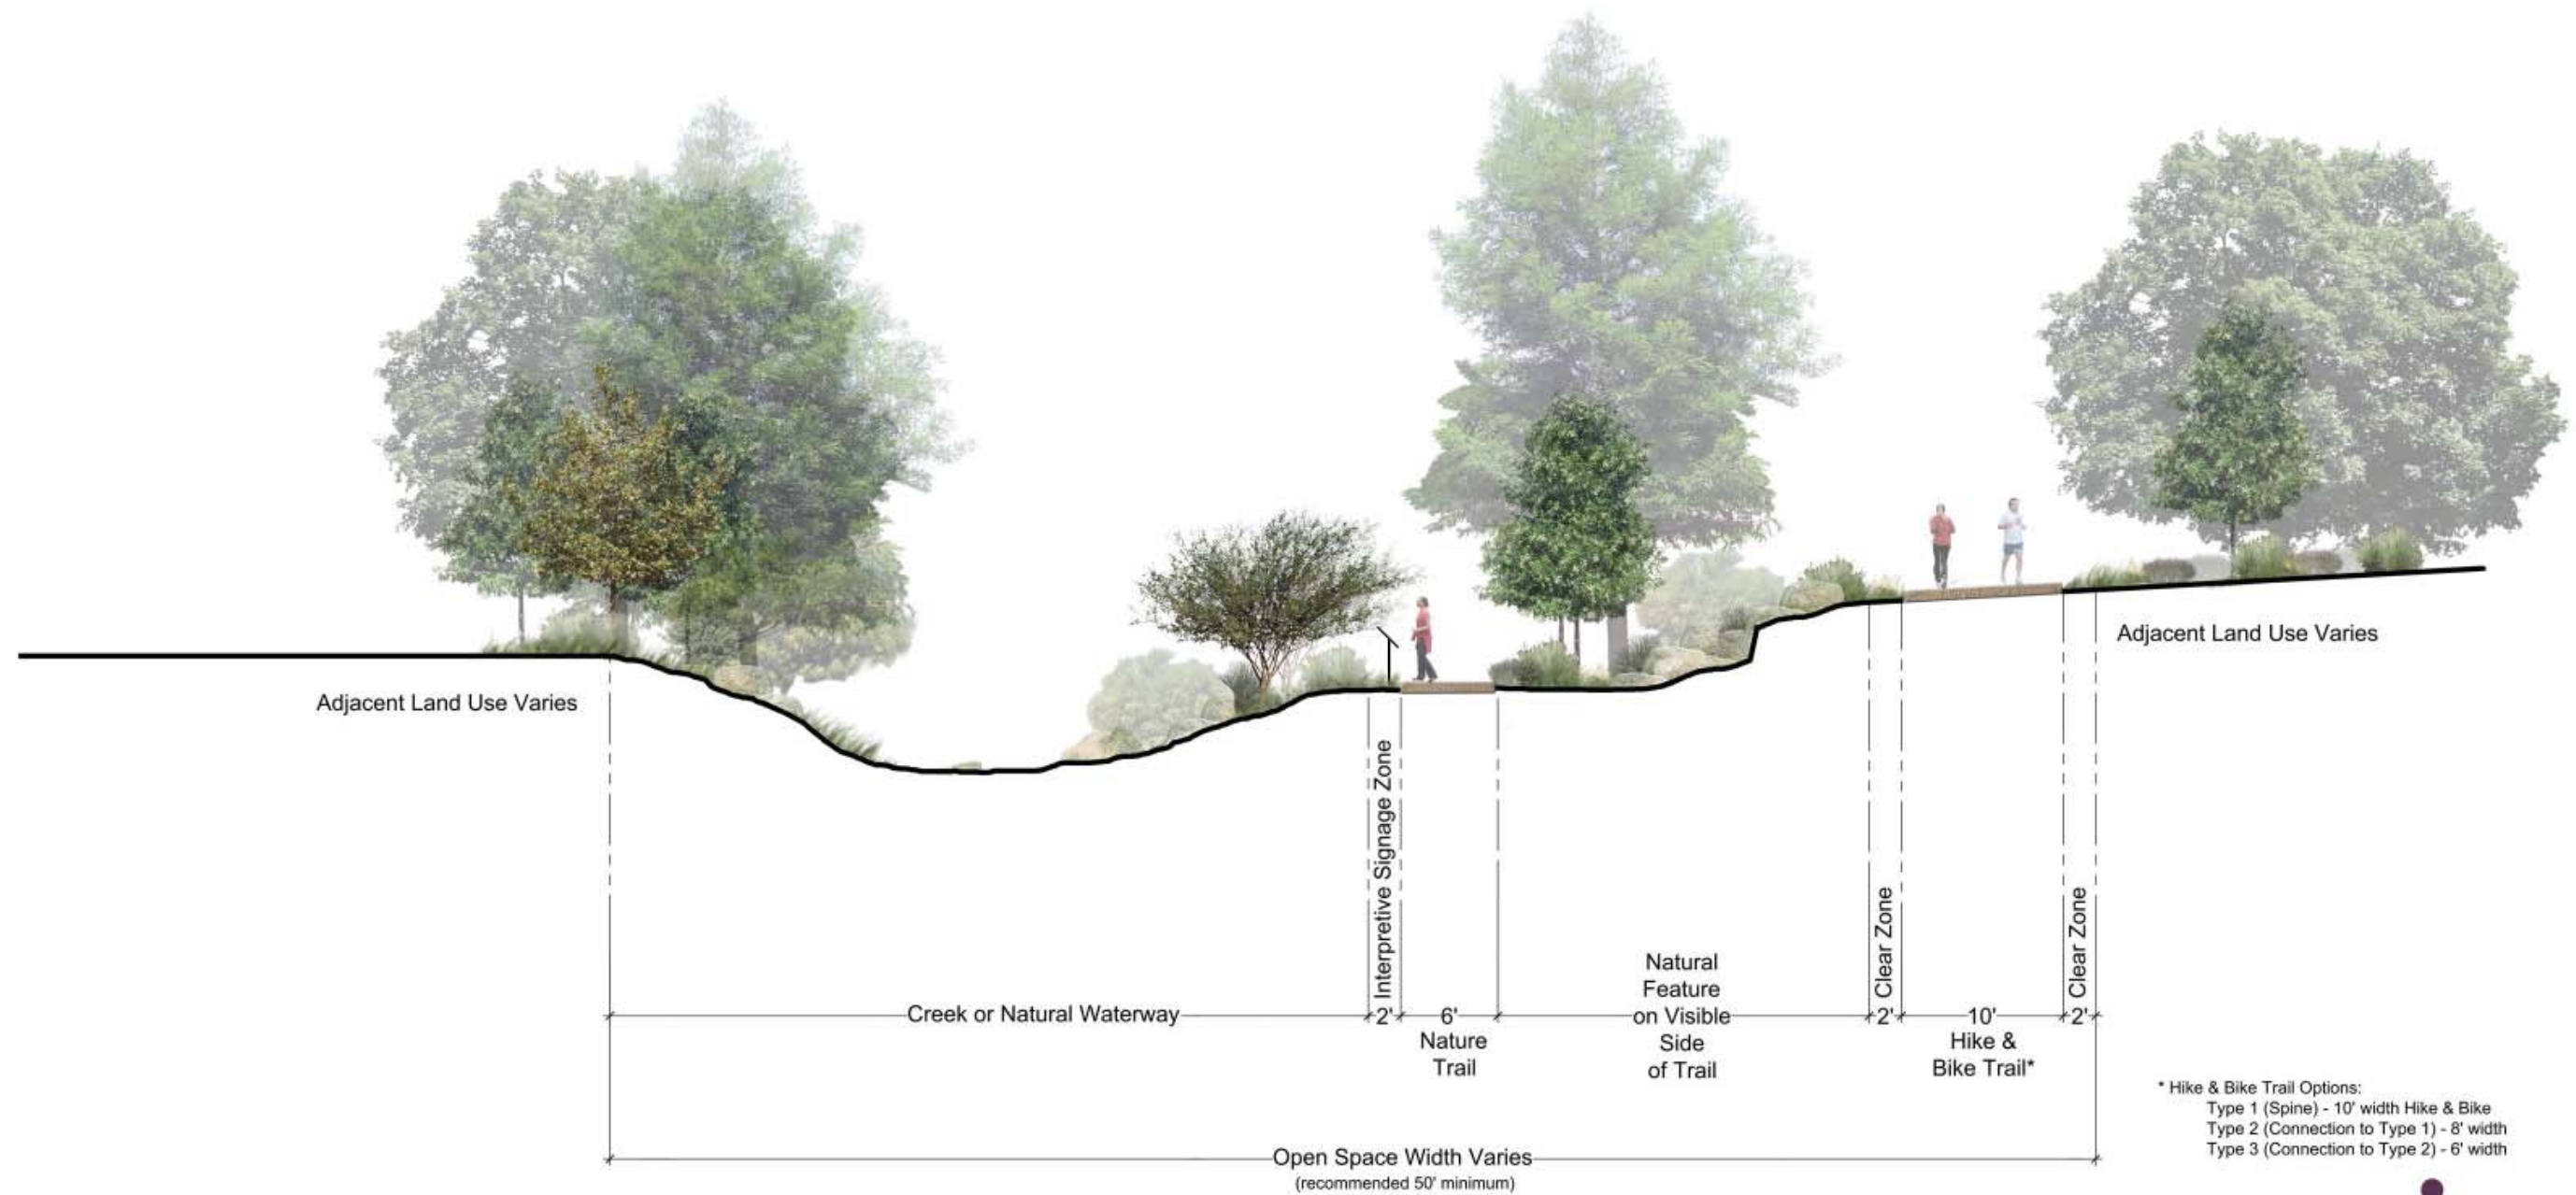 Adjacent Land Use Varies
Adjacent Land Use Varies
Interpretive Signage Zone
Clear Zone
Clear Zone
Creek or Natural Waterway
2'
6'
Nature
Trail
Natural
Feature
on Visible
Side
of Trail
2'
10'
Hike &
Bike Trail*
2'
Open Space Width Varies
(recommended 50' minimum)
* Hike & Bike Trail Options:
Type 1 (Spine) - 10' width Hike & Bike
Type 2 (Connection to Type 1) - 8' width
Type 3 (Connection to Type 2) - 6' width